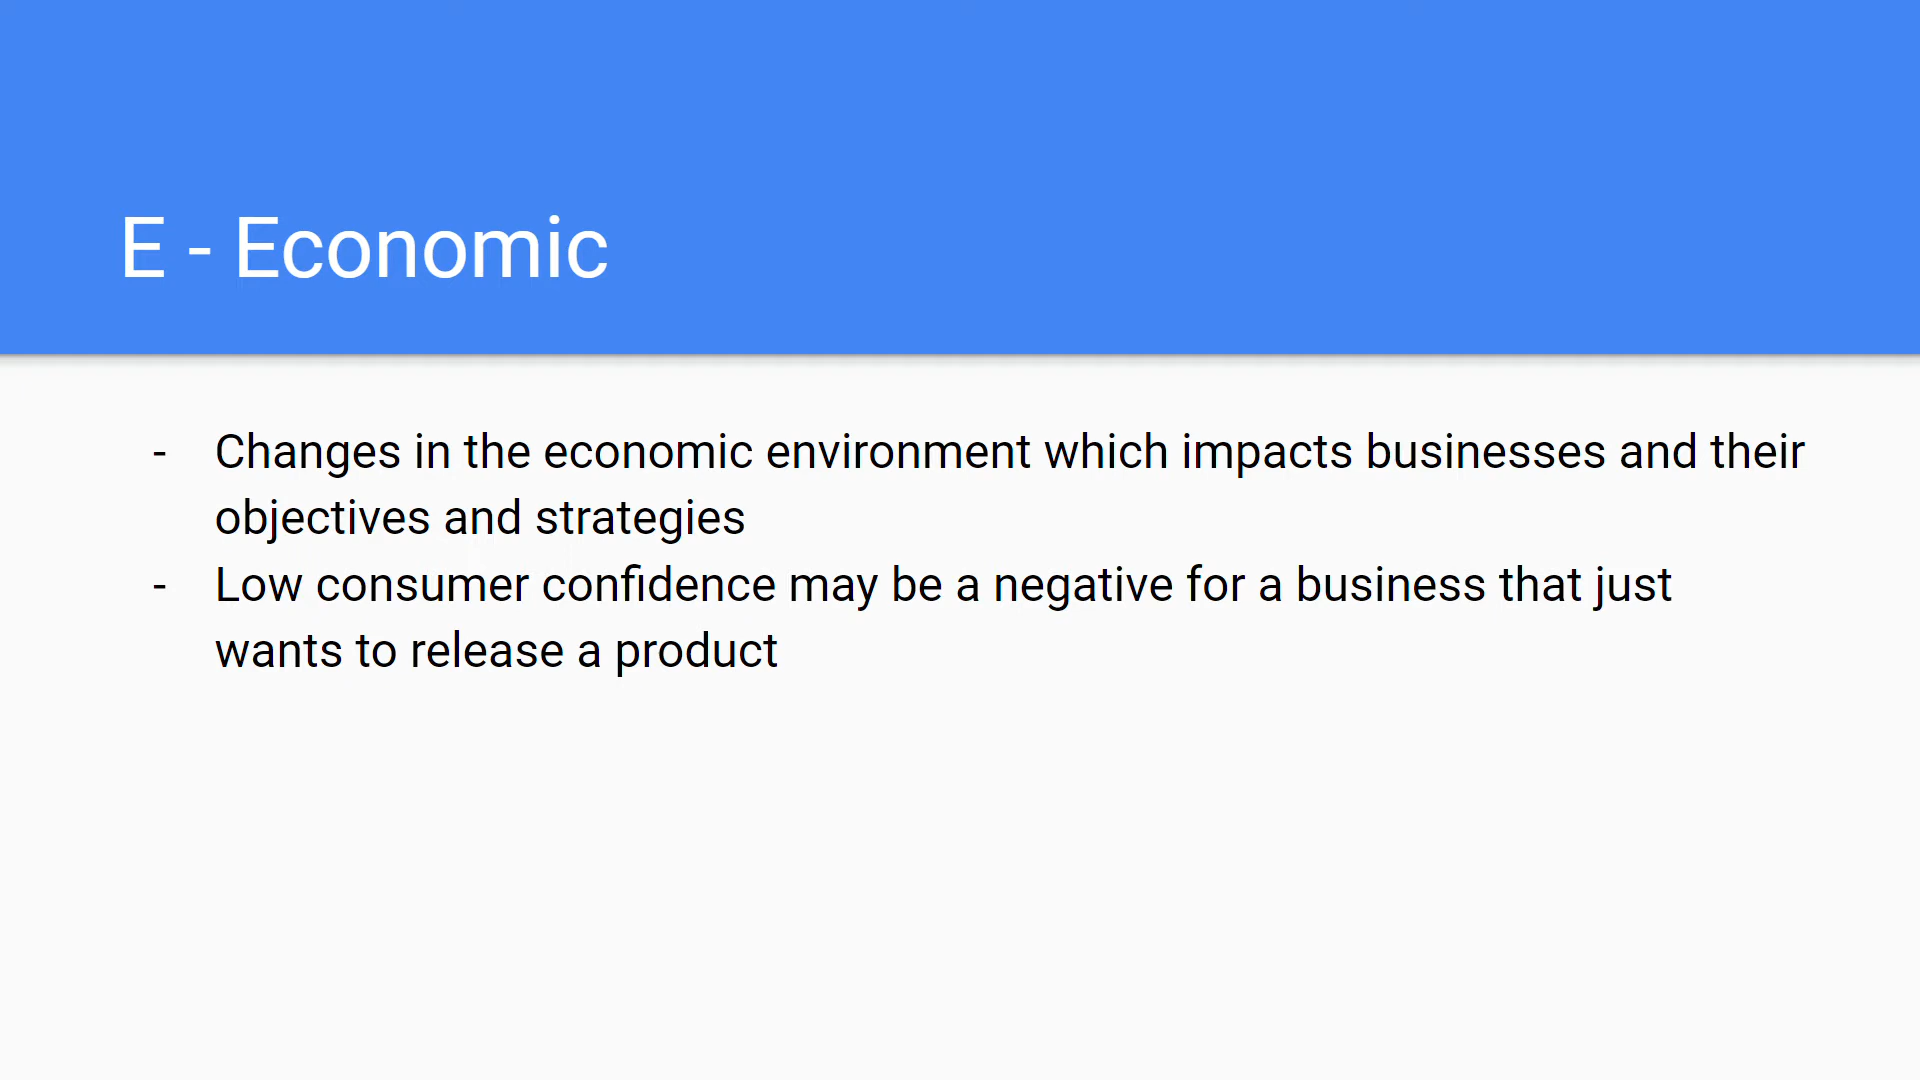 E - Economic
- Changes in the economic environment which impacts businesses and their
objectives and strategies
- Low consumer confidence may be a negative for a business that just
wants to release a product